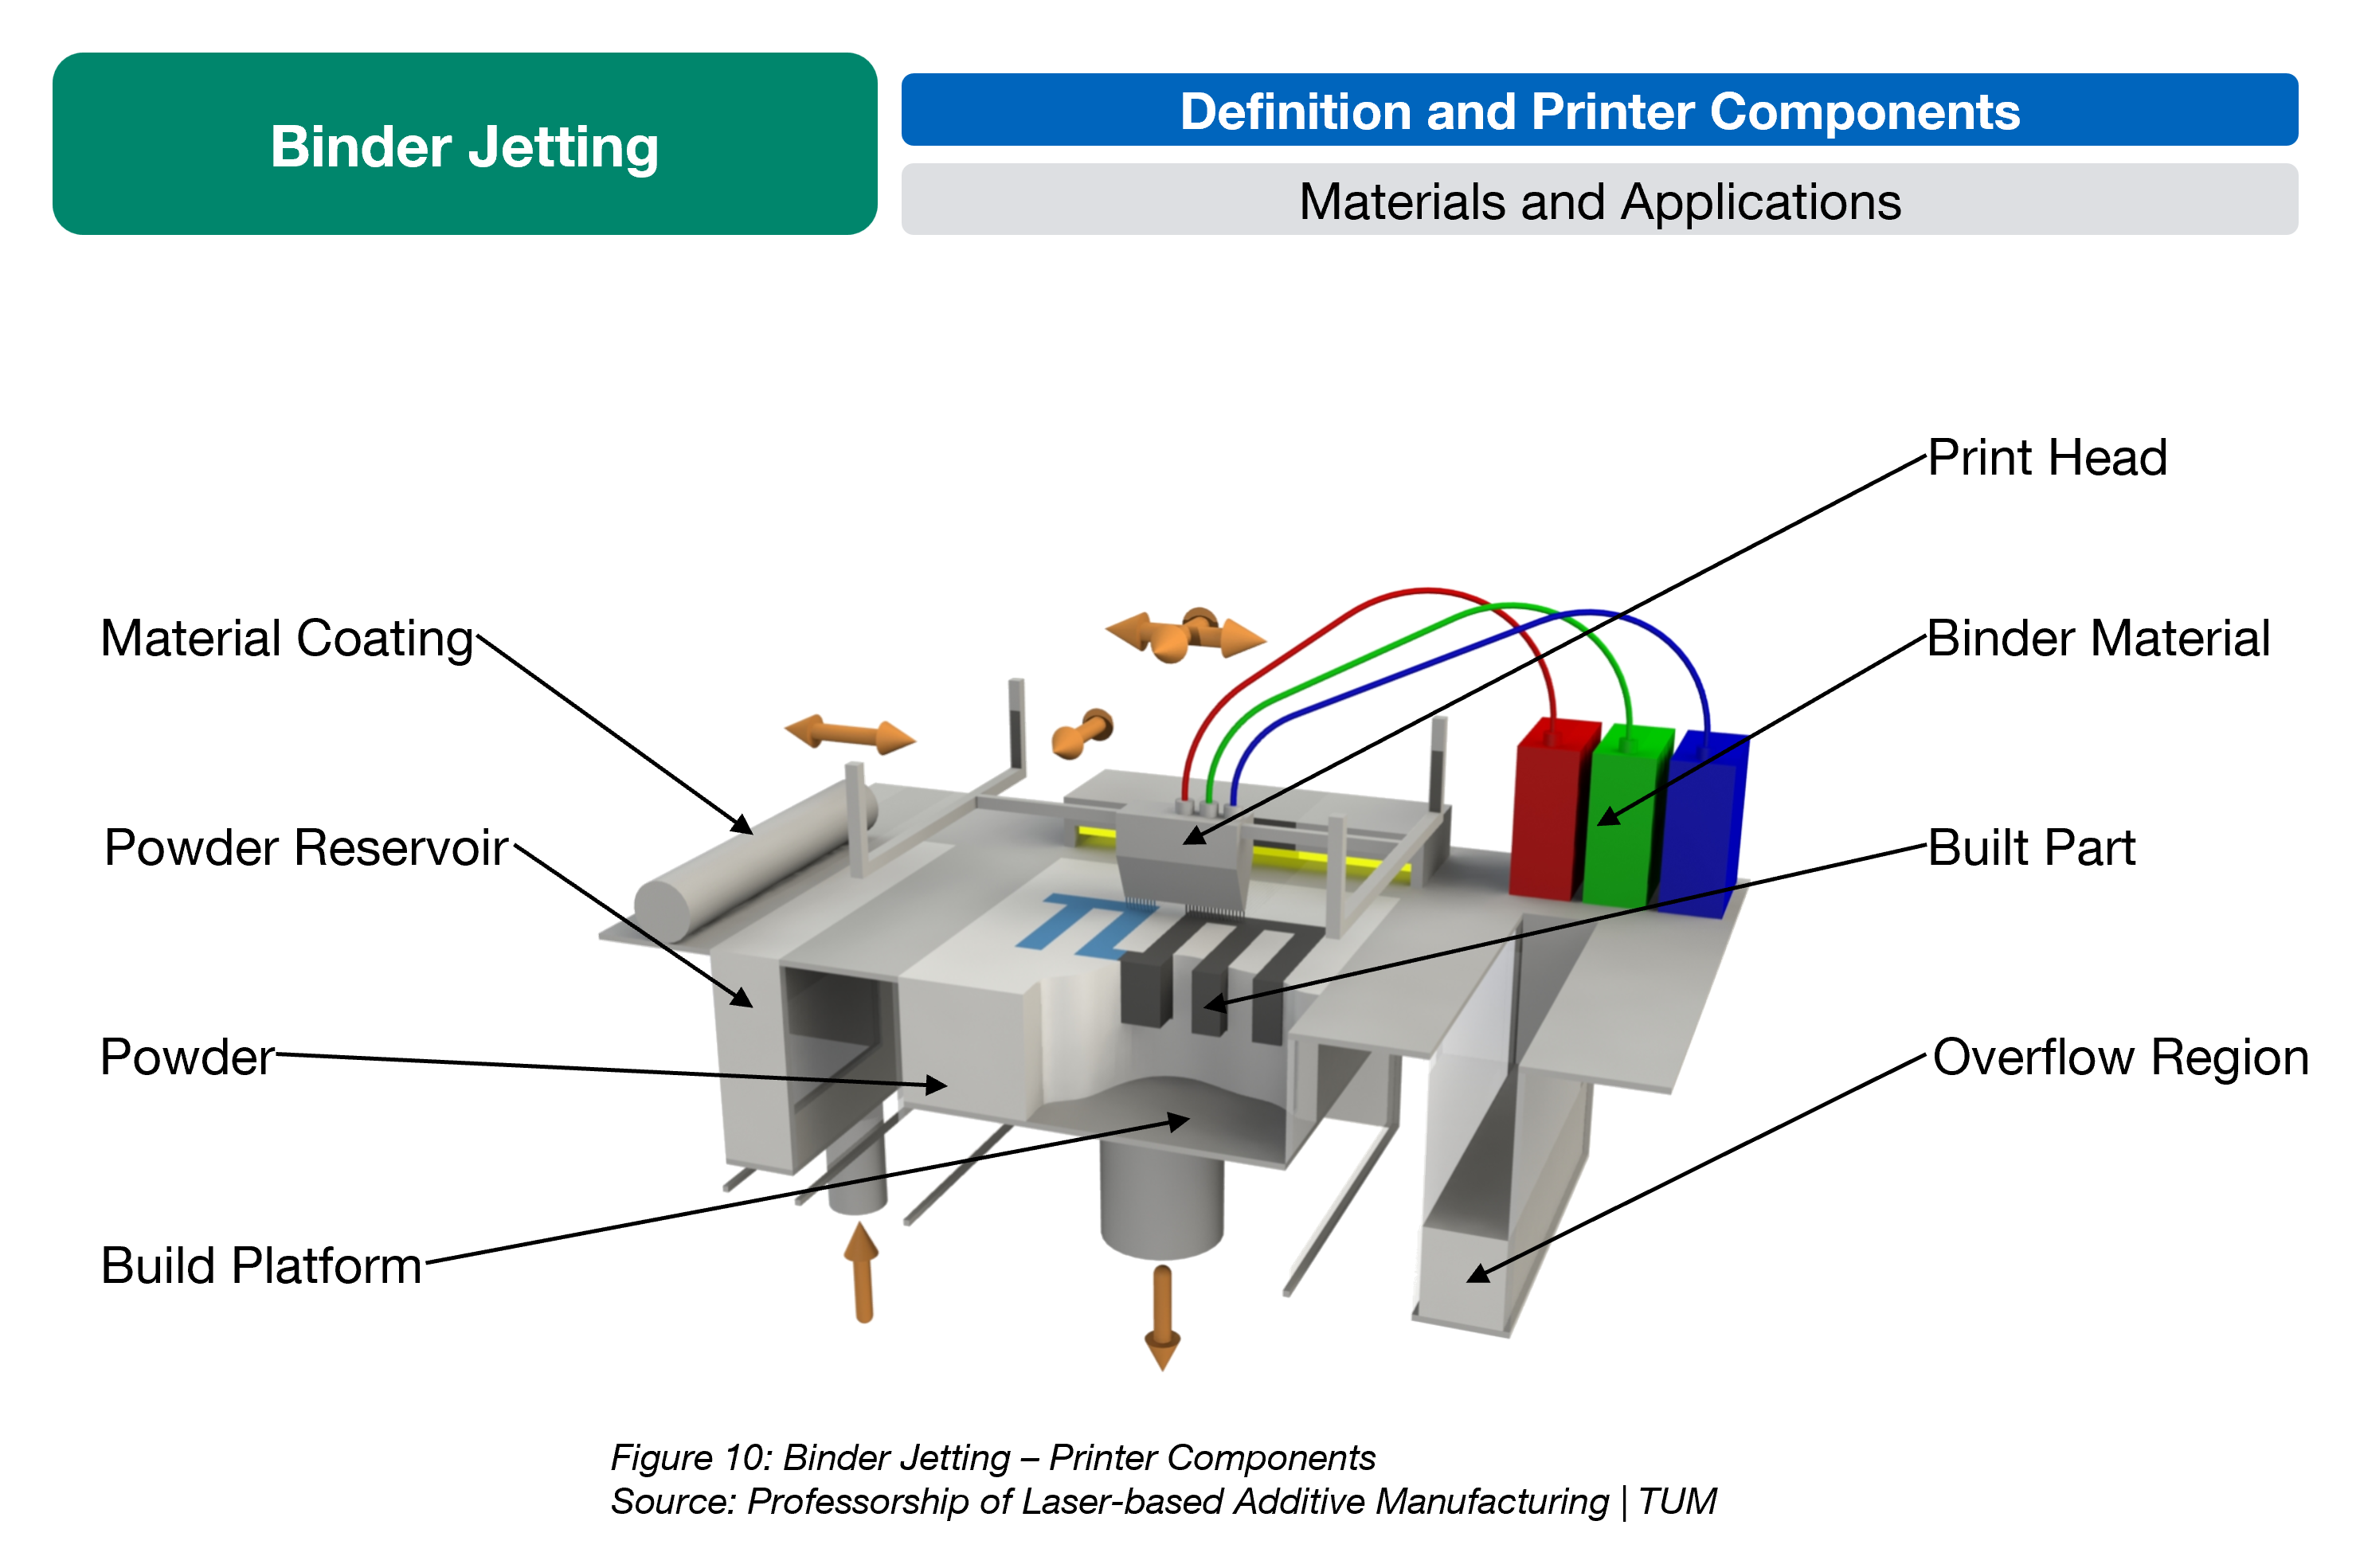 Binder Jetting
Definition and Printer Components
Materials and Applications
Print Head
Material Coating
Binder Material
Powder Reservoir
Built Part
Powder
Overflow Region
Build Platform
Figure 10: Binder Jetting – Printer Components
Source: Professorship of Laser-based Additive Manufacturing | TUM